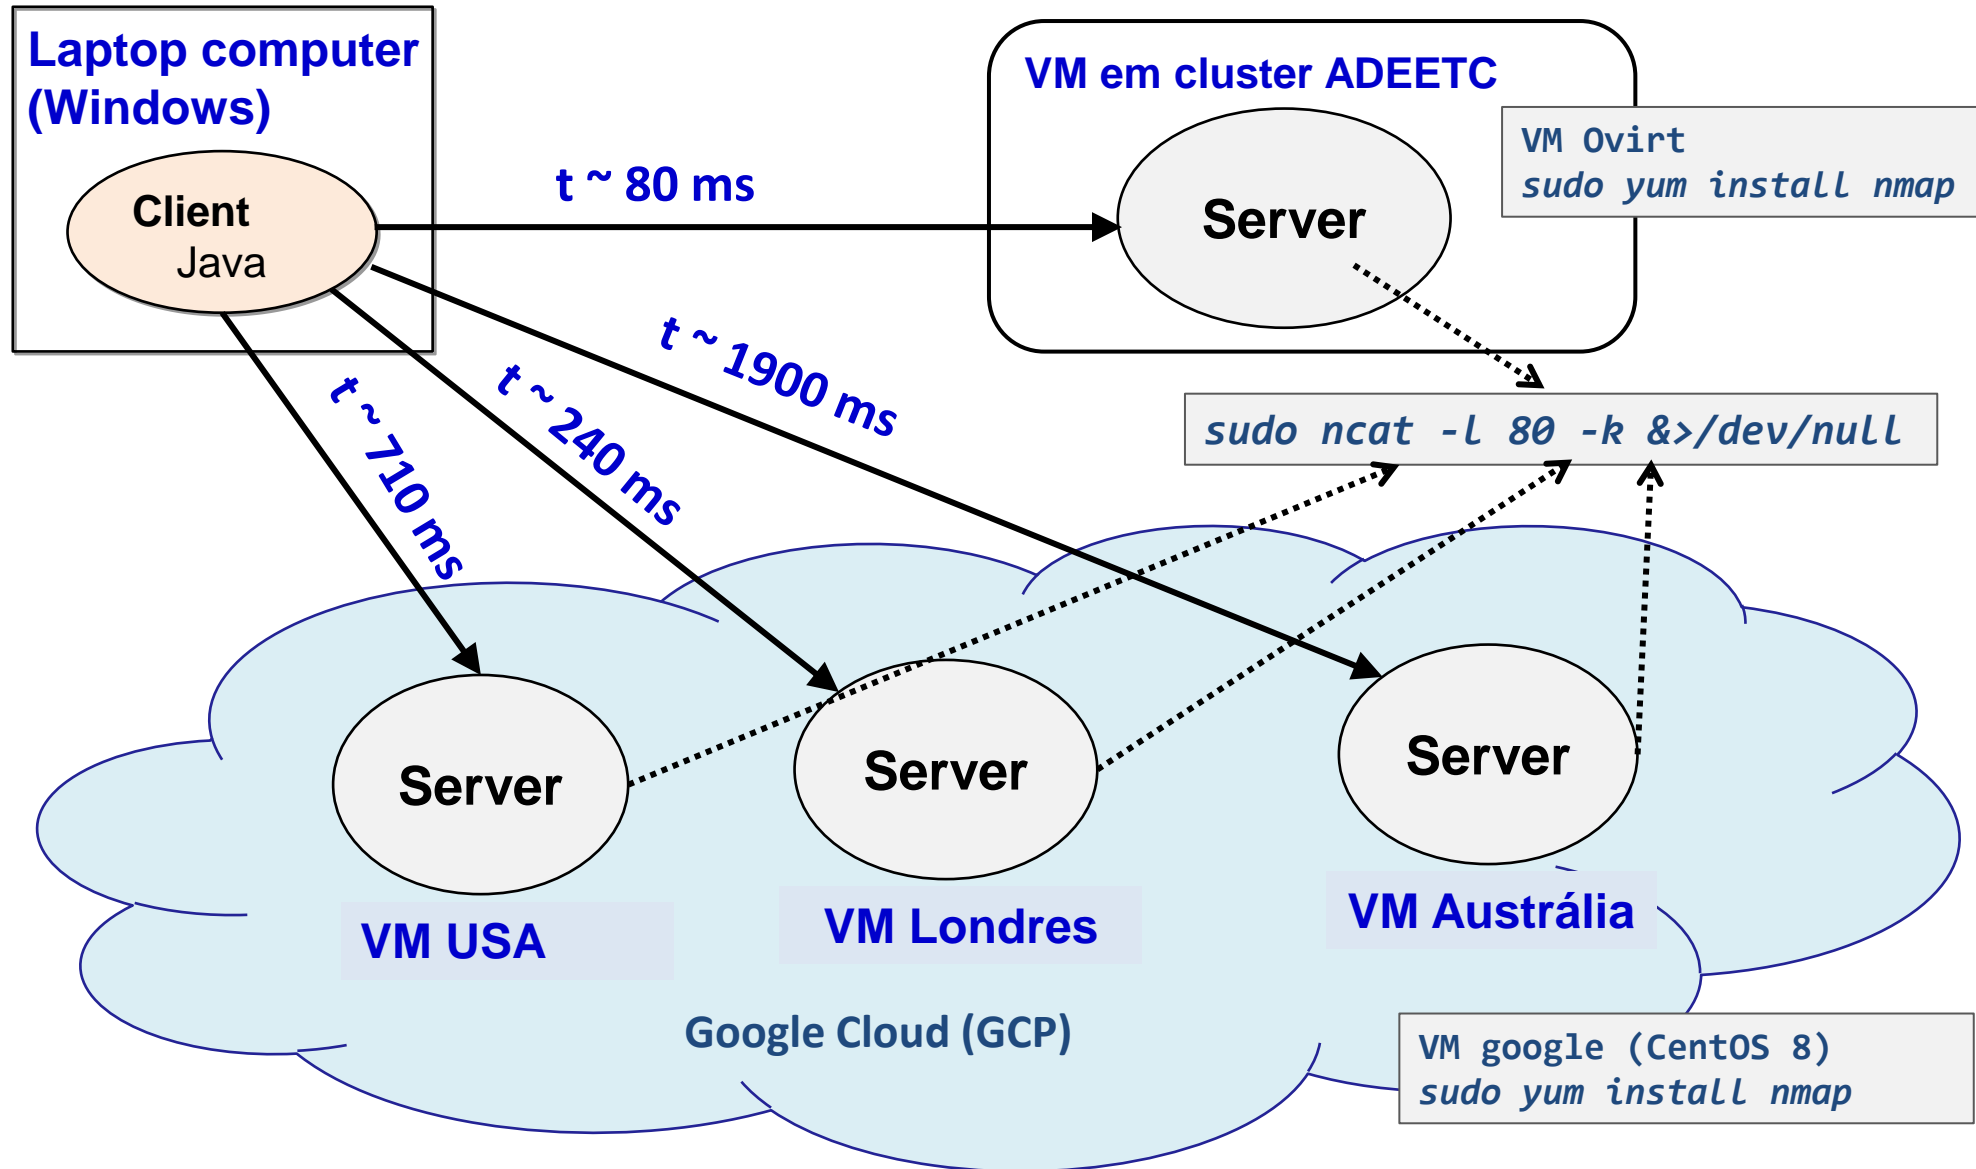 Laptop computer
(Windows)
Client
Java
t ~ 80 ms
VM em cluster ADEETC
Server
VM Ovirt
sudo yum install nmap
t ~ 1900 ms
t ~ 240 ms
t ~ 710 ms
sudo ncat -l 80 -k &>/dev/null
Server
Server
Server
VM USA
VM Londres
VM Austrália
Google Cloud (GCP)
VM google (CentOS 8)
sudo yum install nmap